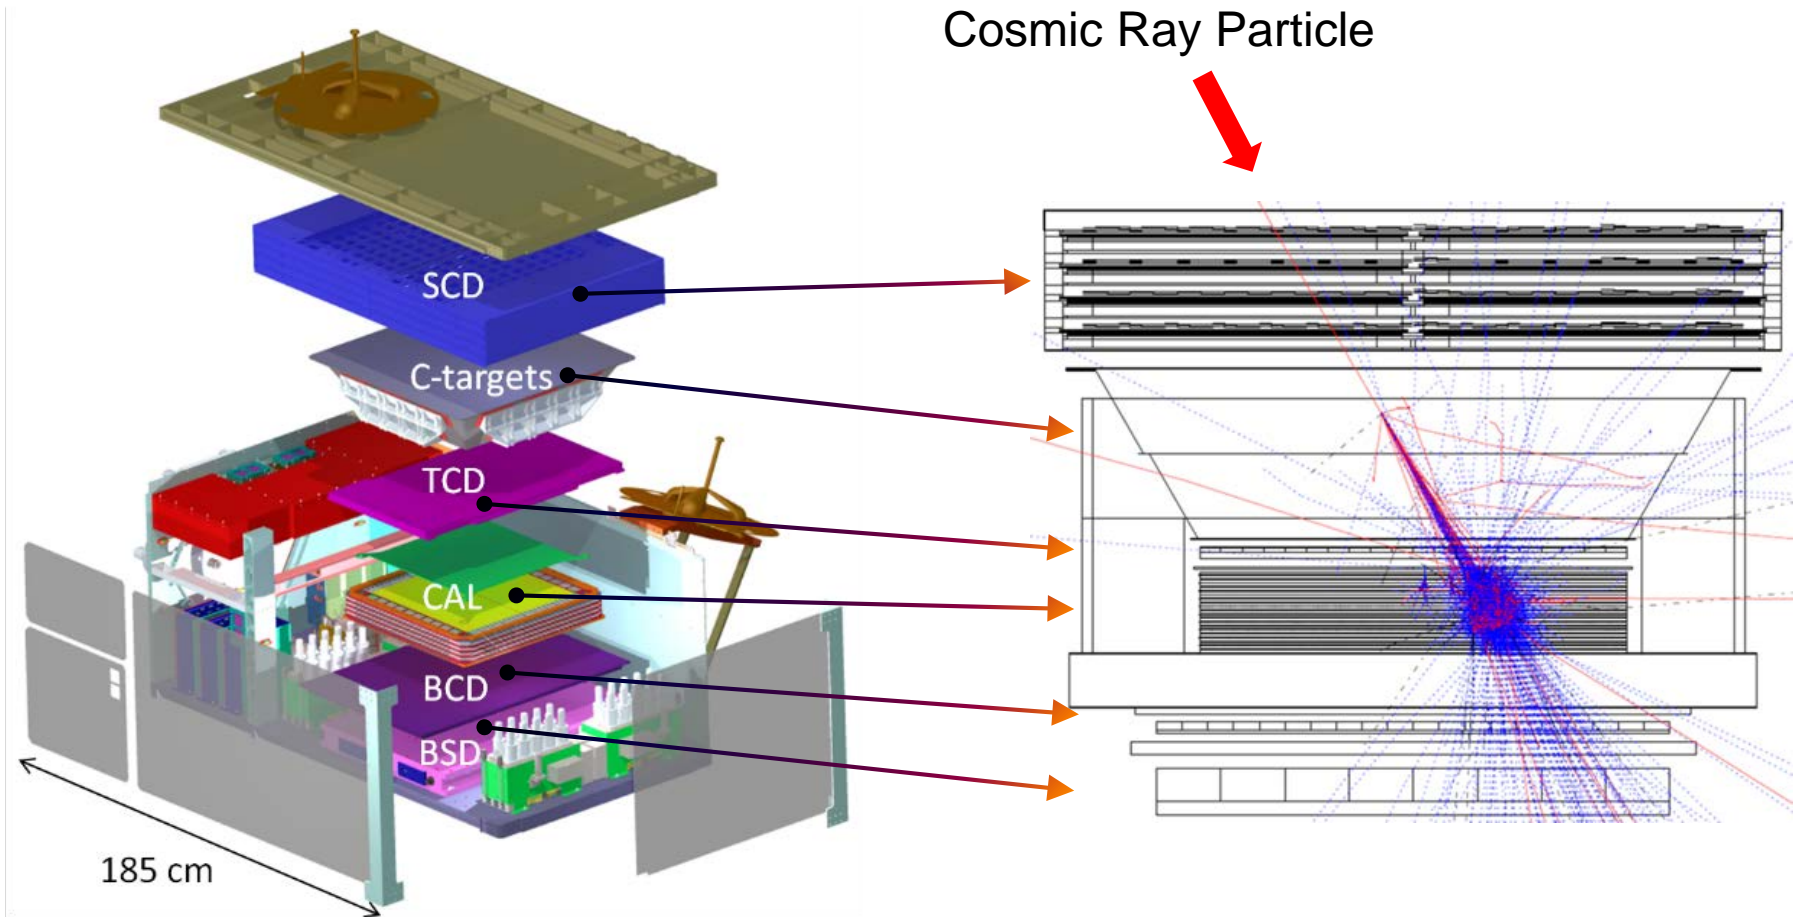 Cosmic Ray Particle
SCD
C-targets
TCD
CAL
BCD
BSD
185 cm